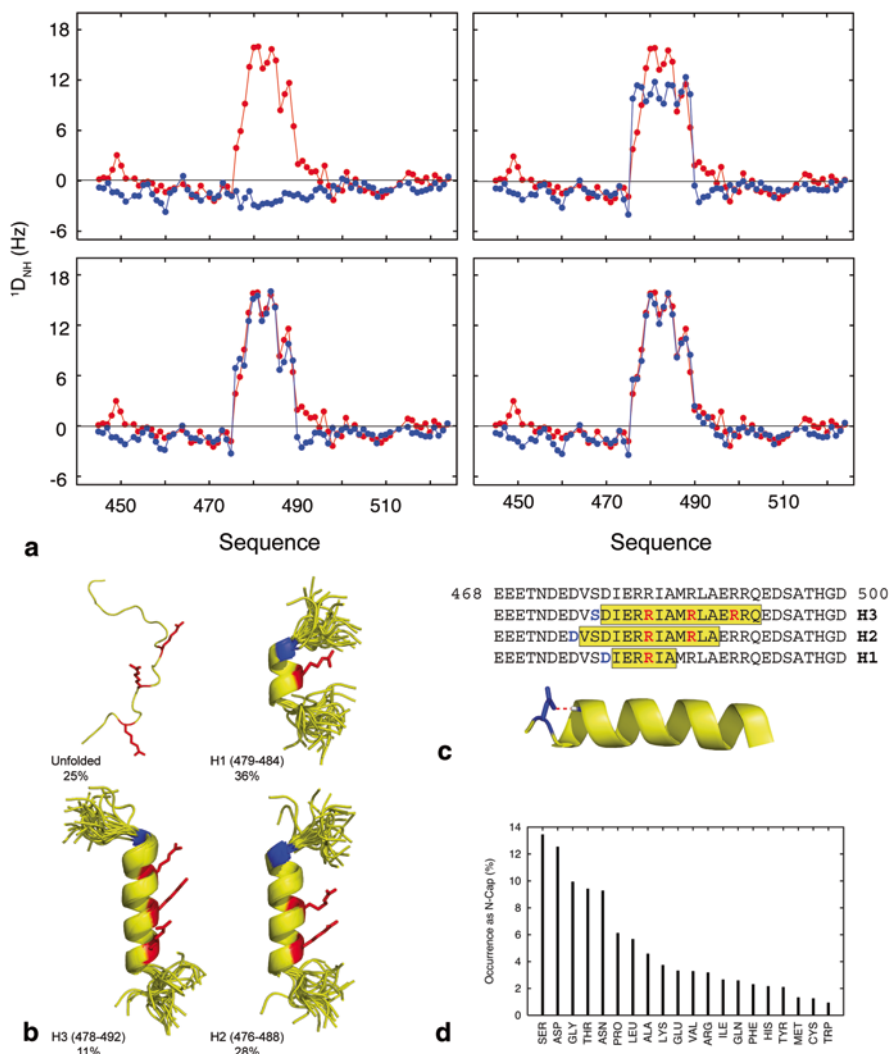 18
12
6
0
-6
18
12
6
0
-6
¹D_NH (Hz)
450 470 490 510
450 470 490 510
Sequence
Sequence
a
Unfolded
25%
H1 (479-484)
36%
H3 (478-492)
11%
H2 (476-488)
28%
b
468 EEETNDEDVSDIERRIAMRLAERRQEDSATHGD 500
EEETNDEDVSDIERRIAMRLAERRQEDSATHGD H3
EEETNDEDVSDIERRIAMRLAERRQEDSATHGD H2
EEETNDEDVSDIERRIAMRLAERRQEDSATHGD H1
c
Occurrence as N-Cap (%)
14
12
10
8
6
4
2
0
SER ASP GLY THR ASN PRO LEU ALA LYS GLU VAL ARG ILE GLN PHE HIS TYR MET CYS TRP
d